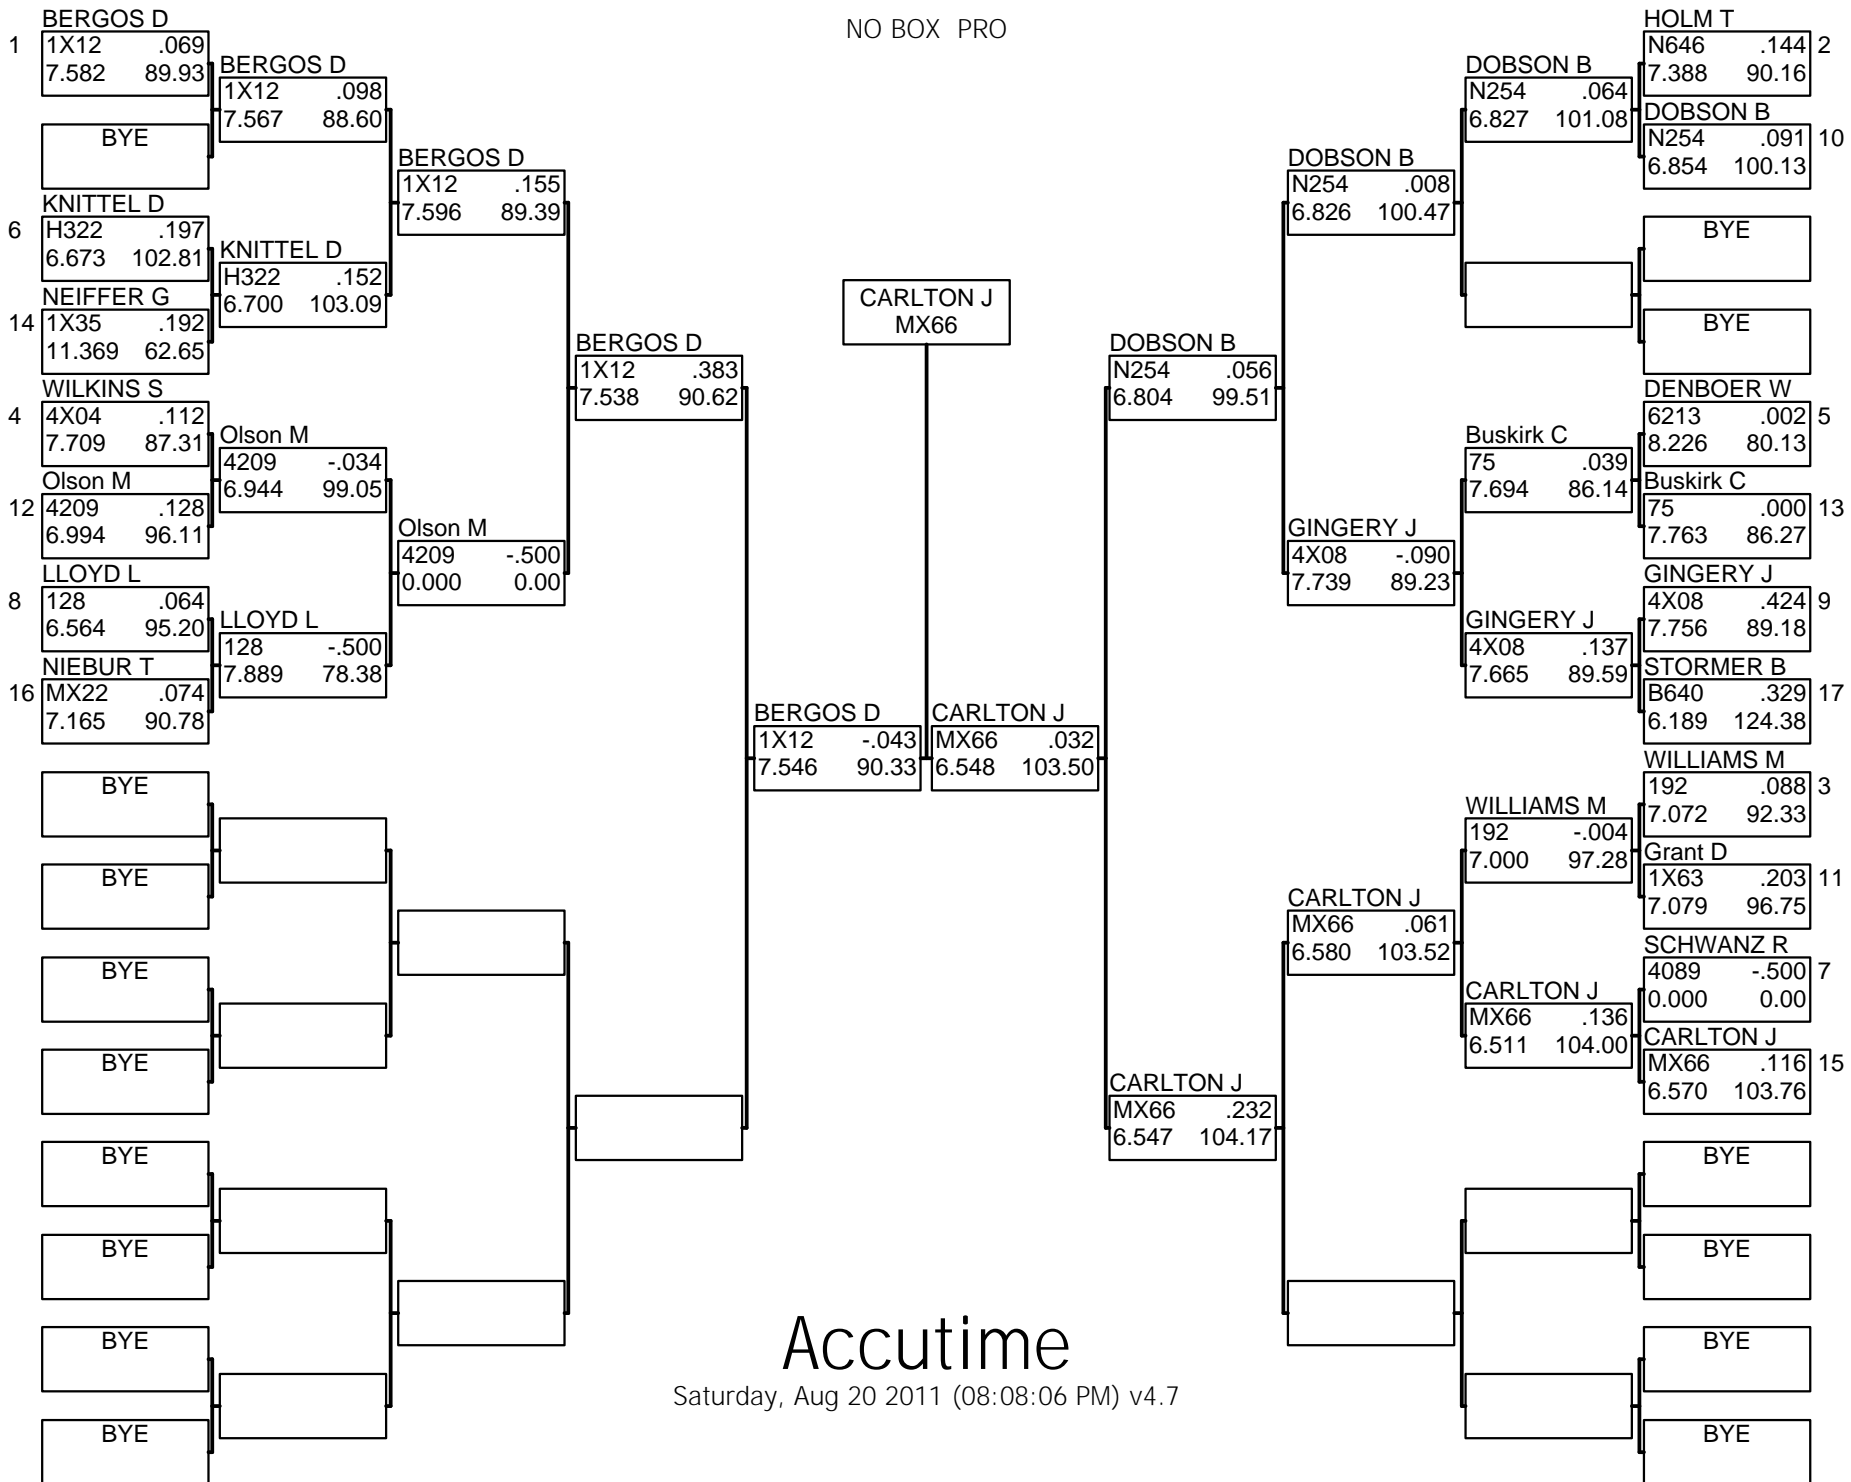 NO BOX PRO
BERGOS D
1 1X12 .069
7.582 89.93
BYE
KNITTEL D
6 H322 .197
6.673 102.81
NEIFFER G
14 1X35 .192
11.369 62.65
WILKINS S
4 4X04 .112
7.709 87.31
Olson M
12 4209 .128
6.994 96.11
LLOYD L
8 128 .064
6.564 95.20
NIEBUR T
16 MX22 .074
7.165 90.78
BYE
BYE
BYE
BYE
BYE
BYE
BYE
BYE
BERGOS D
1X12 .098
7.567 88.60
KNITTEL D
H322 .152
6.700 103.09
Olson M
4209 -.034
6.944 99.05
LLOYD L
128 -.500
7.889 78.38
BERGOS D
1X12 .155
7.596 89.39
Olson M
4209 -.500
0.000 0.00
BERGOS D
1X12 .383
7.538 90.62
BERGOS D
1X12 -.043
7.546 90.33
CARLTON J
MX66
CARLTON J
MX66 .032
6.548 103.50
DOBSON B
N254 .056
6.804 99.51
CARLTON J
MX66 .232
6.547 104.17
DOBSON B
N254 .008
6.826 100.47
GINGERY J
4X08 -.090
7.739 89.23
CARLTON J
MX66 .061
6.580 103.52
DOBSON B
N254 .064
6.827 101.08
Buskirk C
75 .039
7.694 86.14
GINGERY J
4X08 .137
7.665 89.59
WILLIAMS M
192 -.004
7.000 97.28
CARLTON J
MX66 .136
6.511 104.00
HOLM T
N646 .144 2
7.388 90.16
DOBSON B
N254 .091 10
6.854 100.13
BYE
BYE
DENBOER W
6213 .002 5
8.226 80.13
Buskirk C
75 .000 13
7.763 86.27
GINGERY J
4X08 .424 9
7.756 89.18
STORMER B
B640 .329 17
6.189 124.38
WILLIAMS M
192 .088 3
7.072 92.33
Grant D
1X63 .203 11
7.079 96.75
SCHWANZ R
4089 -.500 7
0.000 0.00
CARLTON J
MX66 .116 15
6.570 103.76
BYE
BYE
BYE
BYE
Accutime
Saturday, Aug 20 2011 (08:08:06 PM) v4.7